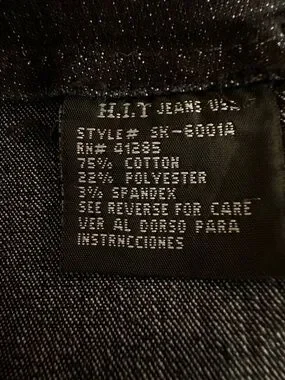 H.I.Y JEANS USA
STYLE# SK-6001A
RN# 41285
75% COTTON
22% POLYESTER
3% SPANDEX
SEE REVERSE FOR CARE
VER AL DORSO PARA
INSTRNCCIONES